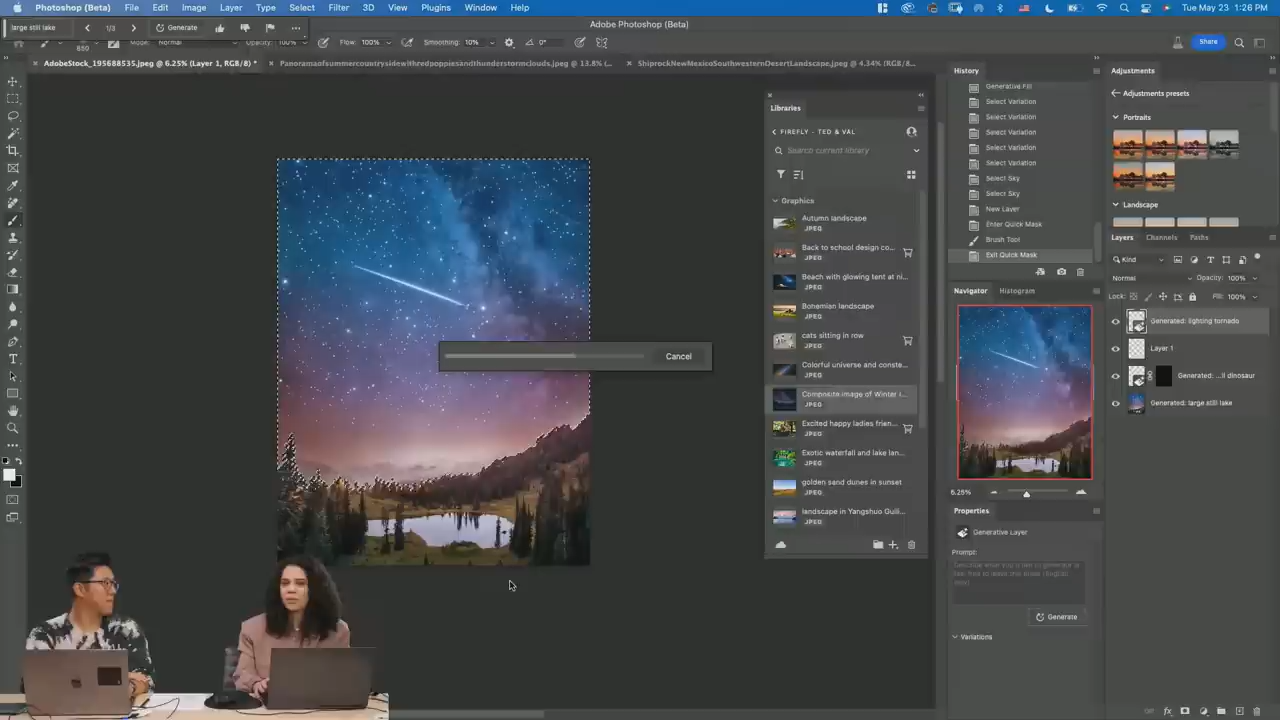 Photoshop (Beta) File Edit Image Layer Type Select Filter 3D View Plugins Window Help
Tue May 23 1:26 PM
large still lake
1/3
Generate
Adobe Photoshop (Beta)
680
Mode: Normal
Flow: 100%
Smoothing: 10%
0°
Share
AdobeStock_195688535.jpeg @ 6.25% (Layer 1, RGB/8) *
PanoramaofsummercountrysidewithredpoppiesandthunderstormcIouds.jpeg @ 13.8% (...
ShiprockNewMexicoSouthwesternDesertLandscape.jpeg @ 4.34% (RGB/8...
Libraries
FIREFLY - TED & VAL
Search current library
Graphics
Autumn landscape
JPEG
Back to school design co...
JPEG
Beach with glowing tent at ni...
JPEG
Bohemian landscape
JPEG
cats sitting in row
JPEG
Colorful universe and conste...
JPEG
Composite image of Winter l...
JPEG
Excited happy ladies frien...
JPEG
Exotic waterfall and lake lan...
JPEG
golden sand dunes in sunset
JPEG
landscape in Yangshuo Guili...
JPEG
Cancel
History
Generative Fill
Select Variation
Select Variation
Select Variation
Select Variation
Select Variation
Select Sky
Select Sky
New Layer
Enter Quick Mask
Brush Tool
Exit Quick Mask
Navigator Histogram
6.25%
Properties
Generative Layer
Prompt:
Generate
Variations
Adjustments
Adjustments presets
Portraits
Landscape
Layers Channels Paths
Kind
Normal
Opacity: 100%
Lock:
Fill: 100%
Generated: lighting tornado
Layer 1
Generated: ...ll dinosaur
Generated: large still lake